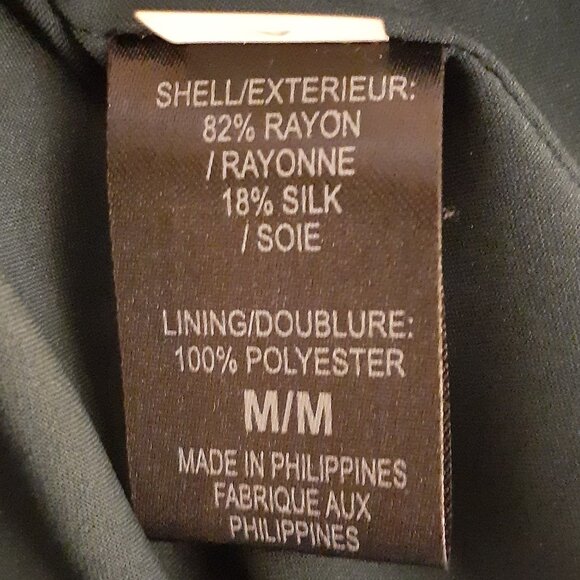 SHELL/EXTERIEUR:
82% RAYON
/ RAYONNE
18% SILK
/ SOIE
LINING/DOUBLURE:
100% POLYESTER
M/M
MADE IN PHILIPPINES
FABRIQUE AUX
PHILIPPINES